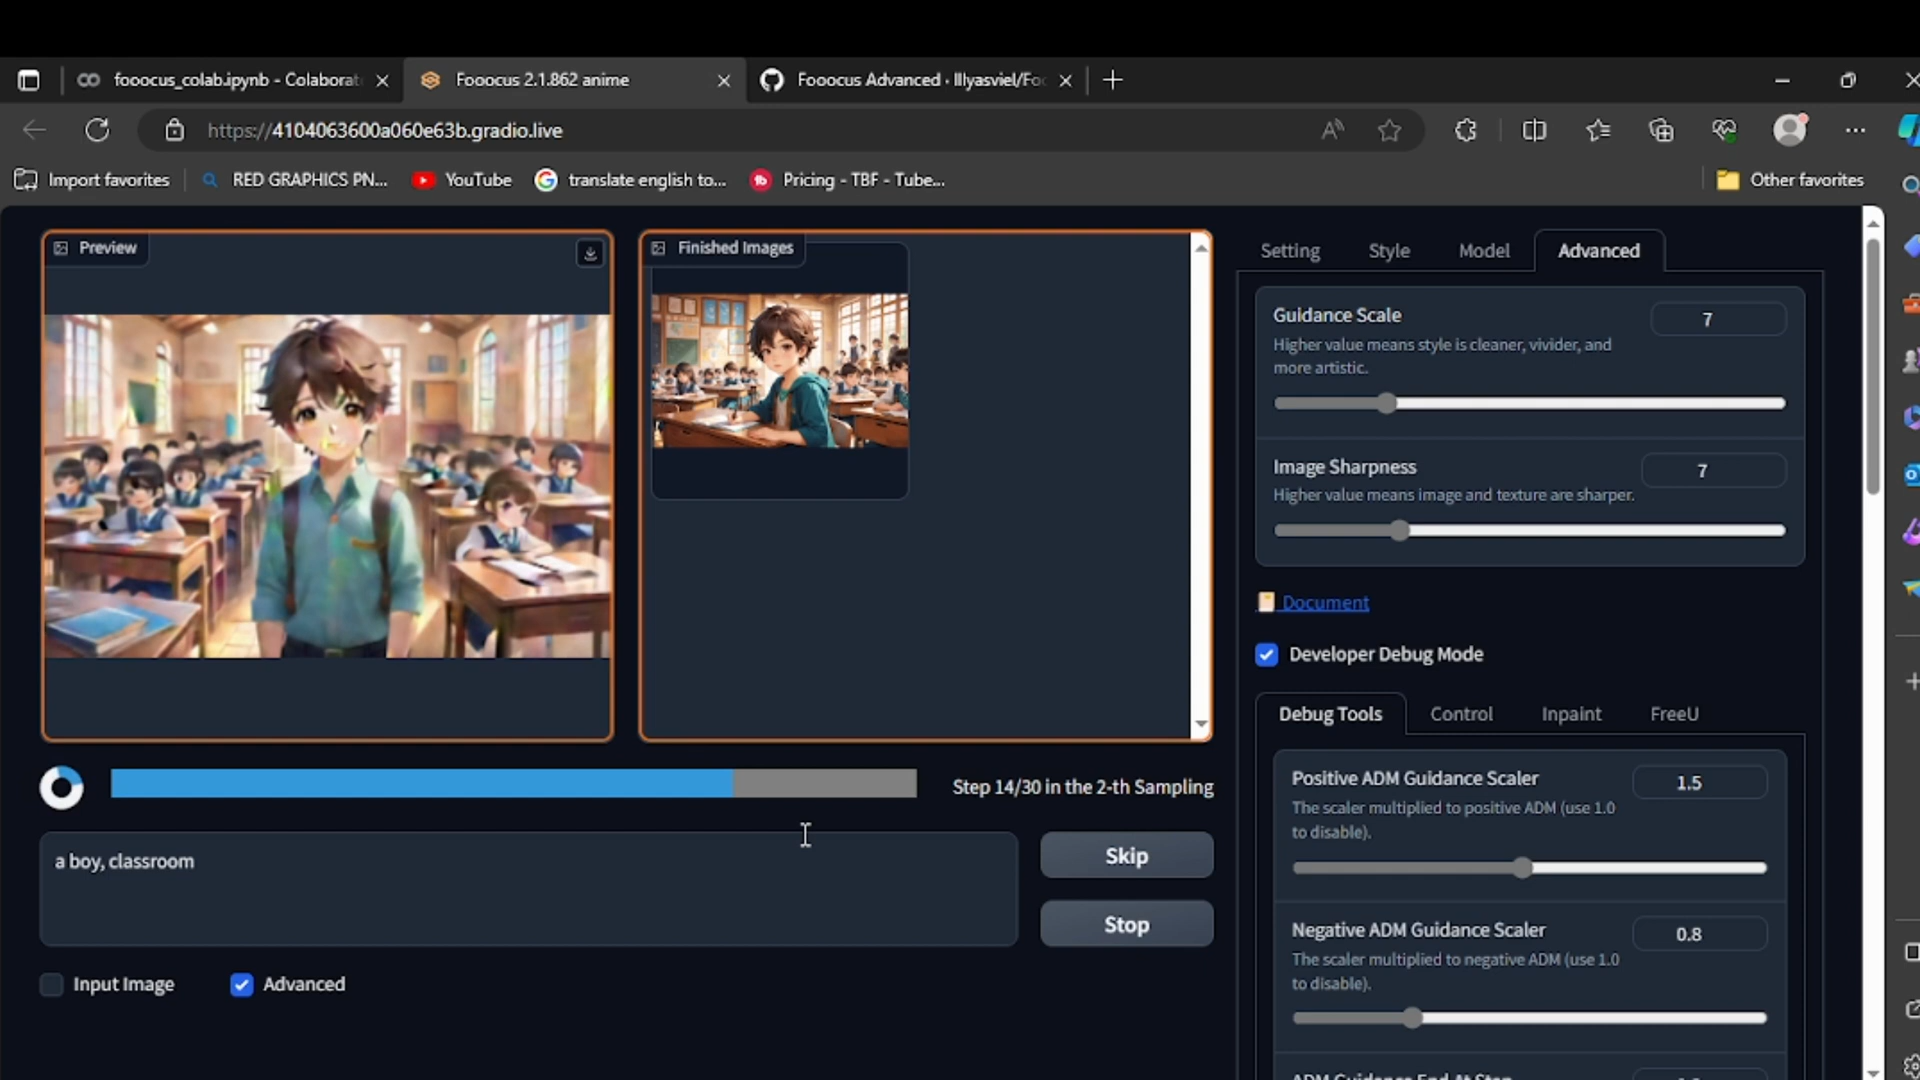 fooocus_colab.ipynb - Colaborat
Fooocus 2.1.862 anime
Fooocus Advanced · lllyasviel/Foo
https://4104063600a060e63b.gradio.live
Import favorites
RED GRAPHICS PN...
YouTube
translate english to...
Pricing - TBF - Tube...
Other favorites
Preview
Finished Images
Setting
Style
Model
Advanced
Guidance Scale
7
Higher value means style is cleaner, vivider, and
more artistic.
Image Sharpness
7
Higher value means image and texture are sharper.
Document
Developer Debug Mode
Debug Tools
Control
Inpaint
FreeU
Positive ADM Guidance Scaler
1.5
The scaler multiplied to positive ADM (use 1.0
to disable).
Negative ADM Guidance Scaler
0.8
The scaler multiplied to negative ADM (use 1.0
to disable).
Step 14/30 in the 2-th Sampling
a boy, classroom
Skip
Stop
Input Image
Advanced